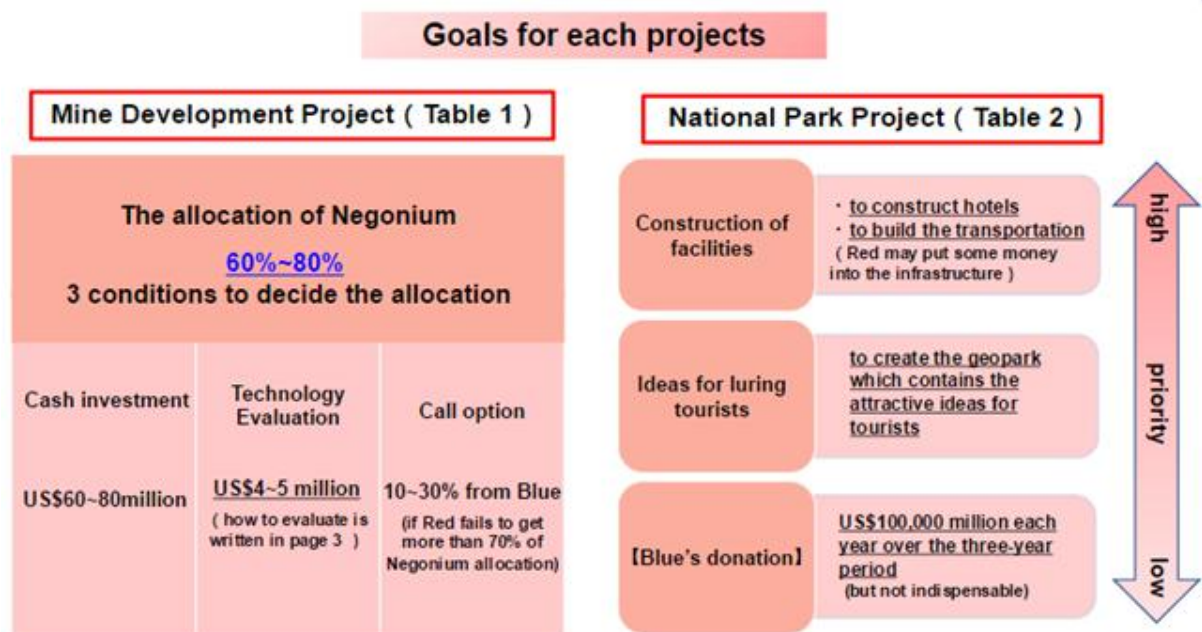 Goals for each projects
Mine Development Project ( Table 1 )
The allocation of Negonium
60%~80%
3 conditions to decide the allocation
Cash investment
US$60~80million
Technology
Evaluation
US$4~5 million
( how to evaluate is
written in page 3 )
Call option
10~30% from Blue
(if Red fails to get
more than 70% of
Negonium allocation)
National Park Project ( Table 2 )
Construction of
facilities
・to construct hotels
・to build the transportation
( Red may put some money
into the infrastructure )
Ideas for luring
tourists
to create the geopark
which contains the
attractive ideas for
tourists
【Blue's donation】
US$100,000 million each
year over the three-year
period
(but not indispensable)
high
priority
low